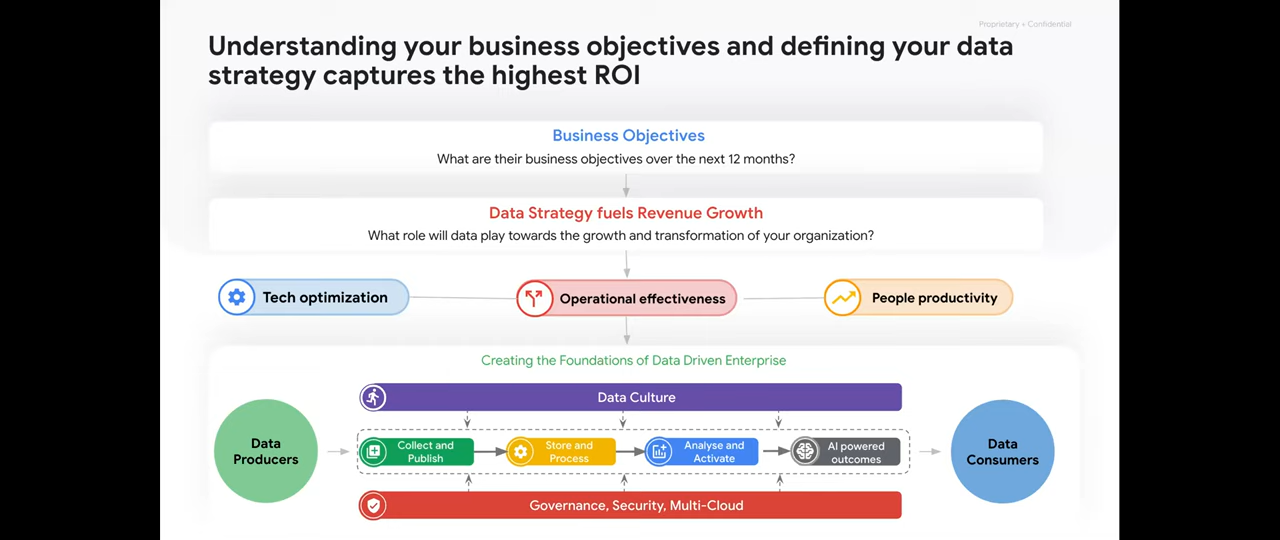 Proprietary + Confidential
Understanding your business objectives and defining your data
strategy captures the highest ROI
Business Objectives
What are their business objectives over the next 12 months?
Data Strategy fuels Revenue Growth
What role will data play towards the growth and transformation of your organization?
Tech optimization
Operational effectiveness
People productivity
Creating the Foundations of Data Driven Enterprise
Data Culture
Data
Producers
Collect and
Publish
Store and
Process
Analyse and
Activate
AI powered
outcomes
Data
Consumers
Governance, Security, Multi-Cloud